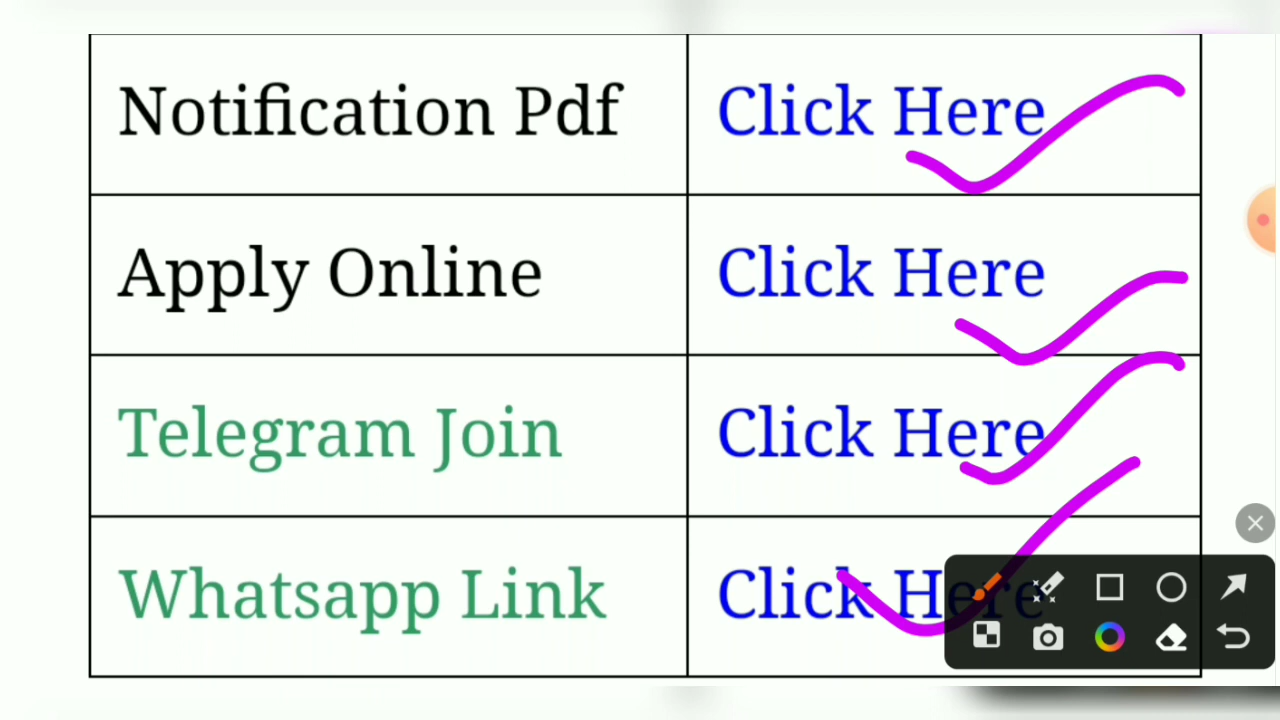 Notification Pdf Click Here
Apply Online Click Here
Telegram Join Click Here
Whatsapp Link Click Here